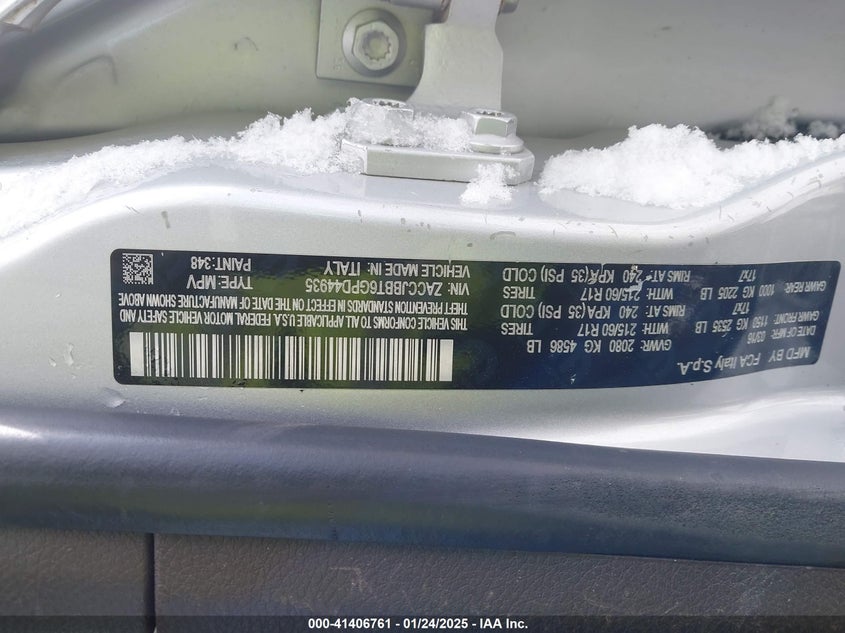 MFD BY FCA Italy S.p.A.
DATE OF MFR: 03/16 GVWR: 2080 KG 4586 LB
GAWR FRONT: 1150 KG 2535 LB WITH 215/60 R17 TIRES
17x7 RIMS AT: 240 KPA(35 PSI) COLD
GAWR REAR: 1000 KG 2205 LB WITH 215/60 R17 TIRES
17x7 RIMS AT: 240 KPA(35 PSI) COLD
THIS VEHICLE CONFORMS TO ALL APPLICABLE U.S.A. FEDERAL MOTOR VEHICLE SAFETY AND
THEFT PREVENTION STANDARDS IN EFFECT ON THE DATE OF MANUFACTURE SHOWN ABOVE
VIN: ZACCJBBT6GPD44935 TYPE: MPV
VEHICLE MADE IN: ITALY PAINT:348
000-41406761 - 01/24/2025 - IAA Inc.